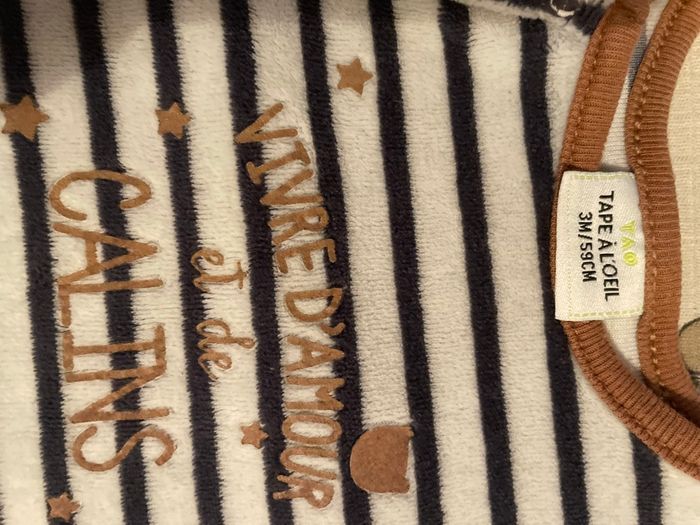 TAO
TAPE À L'OEIL
3M/59CM
VIVRE D'AMOUR
et de
CALINS